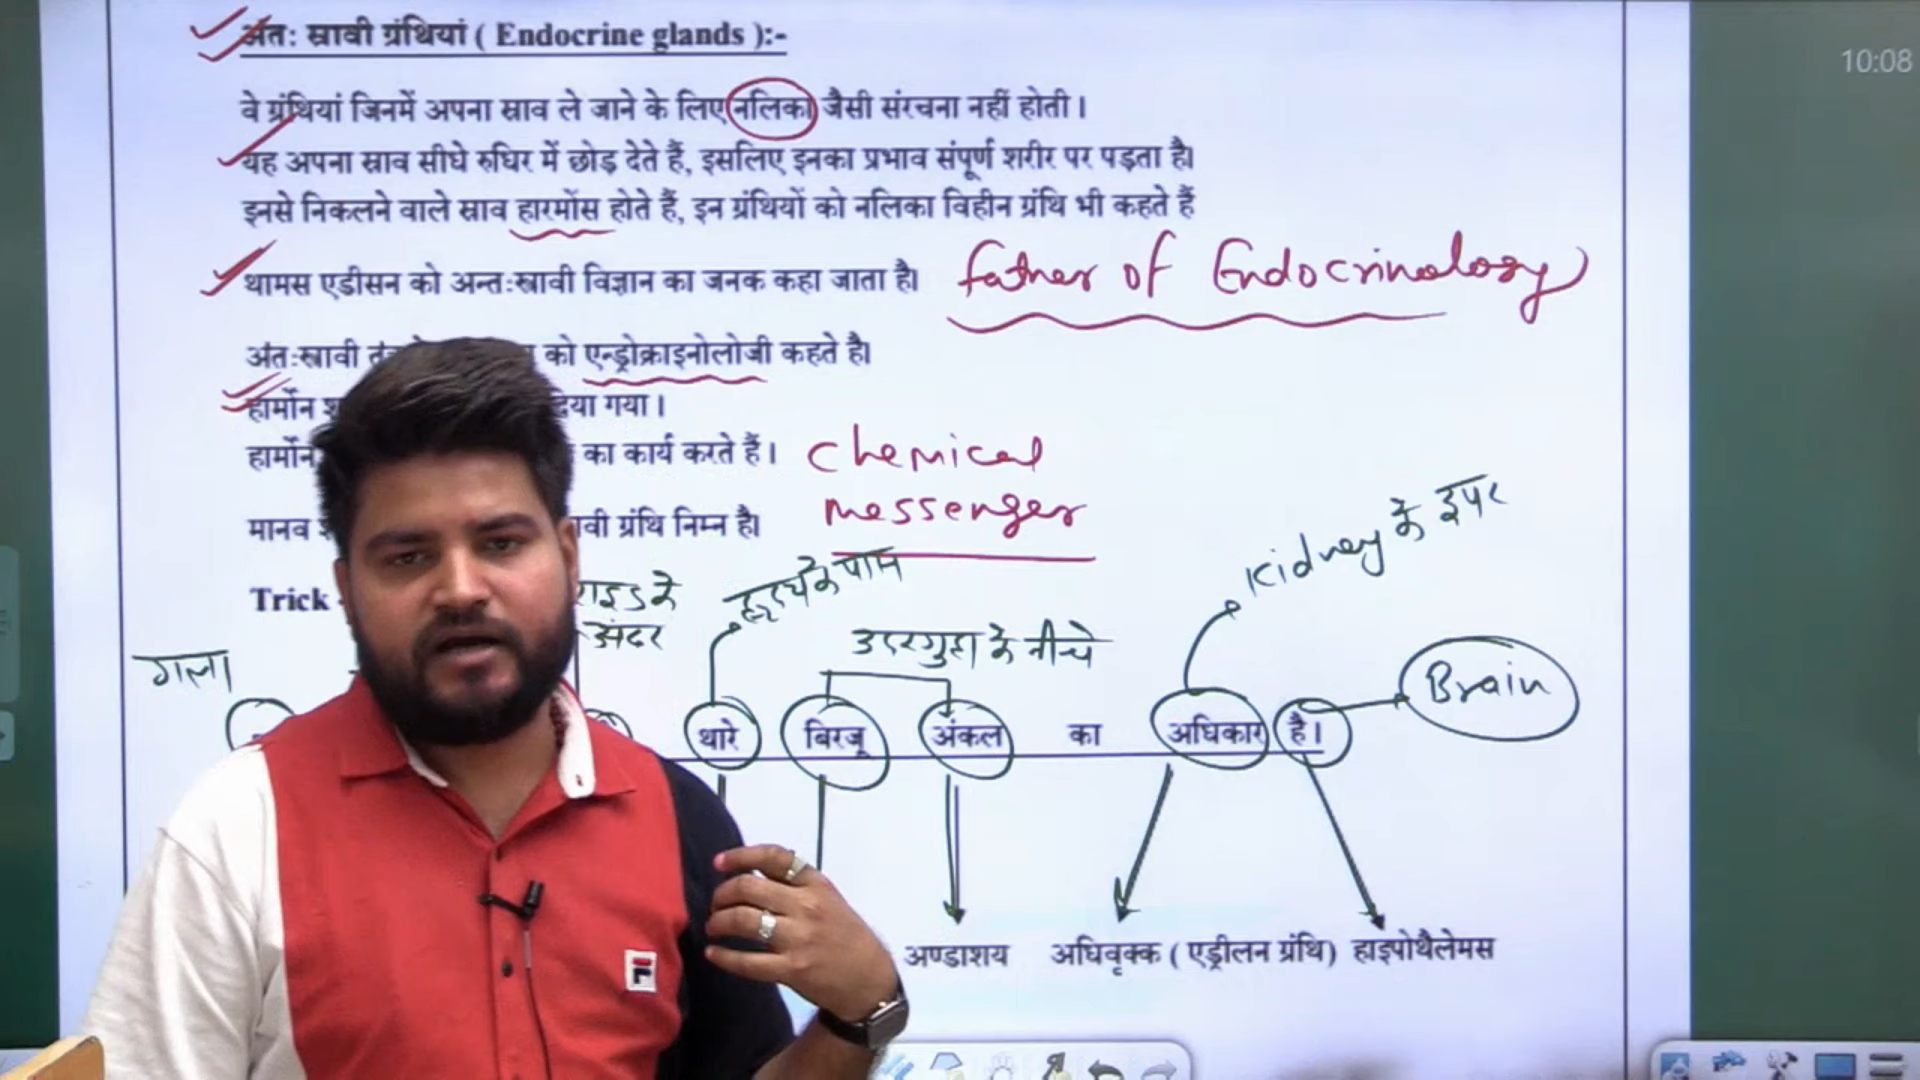 अंतः स्रावी ग्रंथियां ( Endocrine glands ):-
10:08
वे ग्रंथियां जिनमें अपना स्राव ले जाने के लिए नलिका जैसी संरचना नहीं होती ।
यह अपना स्राव सीधे रुधिर में छोड़ देते हैं, इसलिए इनका प्रभाव संपूर्ण शरीर पर पड़ता है।
इनसे निकलने वाले स्राव हारमोंस होते हैं, इन ग्रंथियों को नलिका विहीन ग्रंथि भी कहते हैं
थामस एडीसन को अन्तःस्त्रावी विज्ञान का जनक कहा जाता है। father of Endocrinology
अंतःस्त्रावी को एन्ड्रोक्राइनोलोजी कहते है।
हार्मोन दिया गया ।
हार्मोन का कार्य करते हैं । chemical
messenger
मानव ग्रंथि निम्न है।
Kidney के उपर
Trick हृदय के पास
अंदर उदरगुहा के नीचे
गला Brain
थारे बिरजू अंकल का अधिकार है।
अण्डाशय अधिवृक्क ( एड्रीलन ग्रंथि) हाइपोथैलेमस
F